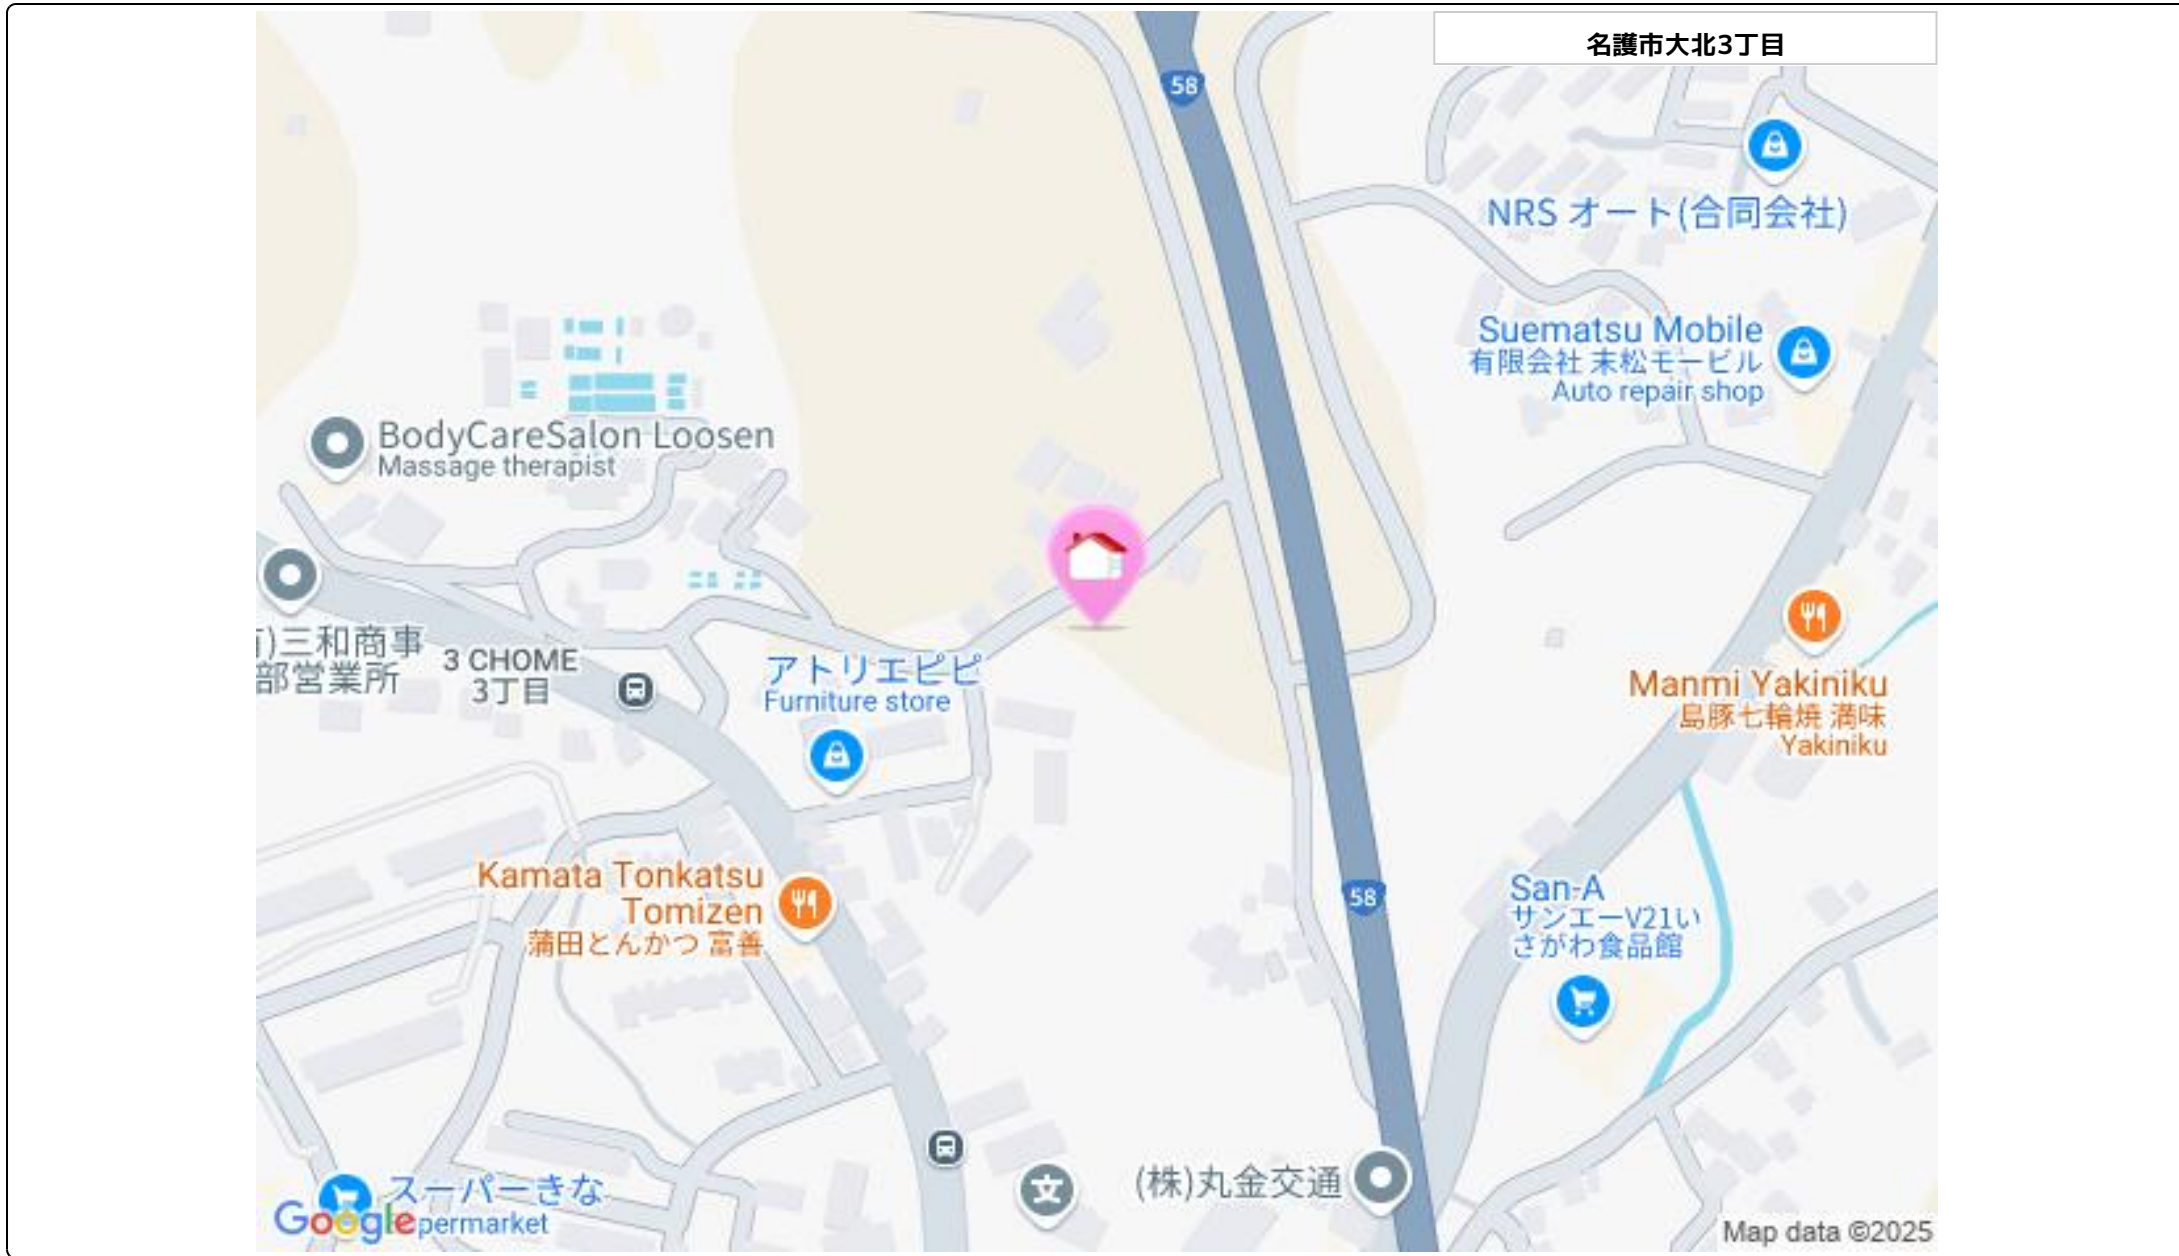 名護市大北3丁目
58
NRS オート(合同会社)
Suematsu Mobile
有限会社 末松モービル
Auto repair shop
BodyCareSalon Loosen
Massage therapist
)三和商事
部営業所
3 CHOME
3丁目
アトリエピピ
Furniture store
Manmi Yakiniku
島豚七輪焼 満味
Yakiniku
Kamata Tonkatsu
Tomizen
蒲田とんかつ 富善
58
San-A
サンエーV21い
さがわ食品館
文
(株)丸金交通
スーパーきな
Google
permarket
Map data ©2025